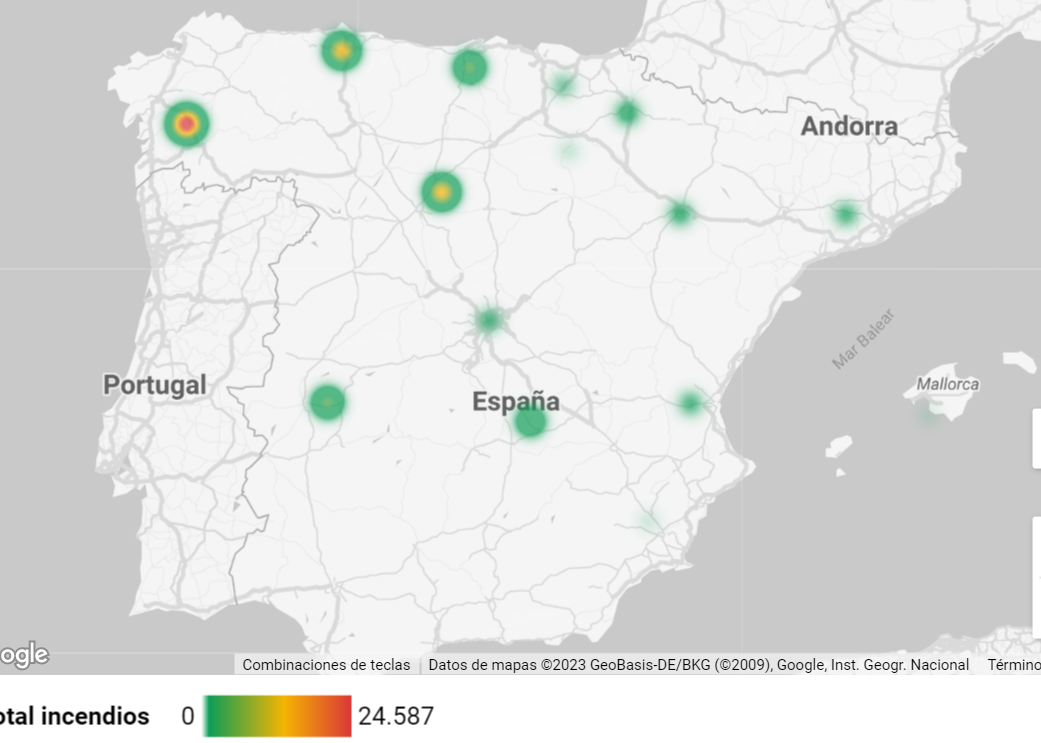 Andorra
Mar Balear
Portugal
Mallorca
España
ogle
Combinaciones de teclas
Datos de mapas ©2023 GeoBasis-DE/BKG (©2009), Google, Inst. Geogr. Nacional
Término
otal incendios
0
24.587